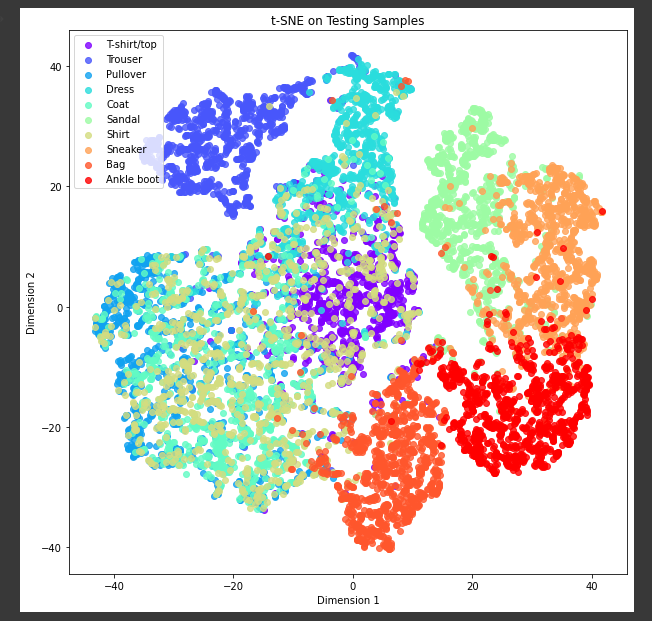 t-SNE on Testing Samples
T-shirt/top
Trouser
Pullover
Dress
Coat
Sandal
Shirt
Sneaker
Bag
Ankle boot
Dimension 2
40
20
0
−20
−40
−40
−20
0
20
40
Dimension 1